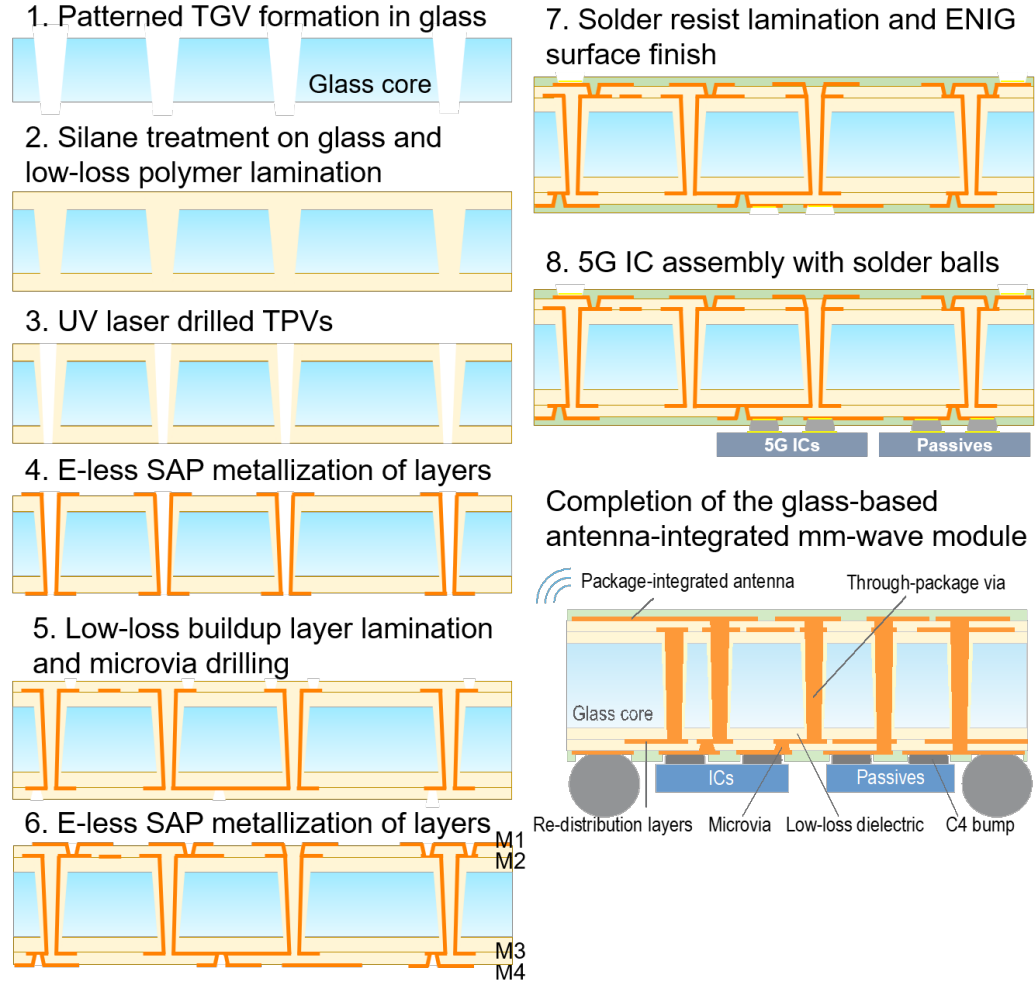 1. Patterned TGV formation in glass
Glass core
2. Silane treatment on glass and
low-loss polymer lamination
3. UV laser drilled TPVs
4. E-less SAP metallization of layers
5. Low-loss buildup layer lamination
and microvia drilling
6. E-less SAP metallization of layers
M1
M2
M3
M4
7. Solder resist lamination and ENIG
surface finish
8. 5G IC assembly with solder balls
5G ICs
Passives
Completion of the glass-based
antenna-integrated mm-wave module
Package-integrated antenna
Through-package via
Glass core
ICs
Passives
Re-distribution layers
Microvia
Low-loss dielectric
C4 bump